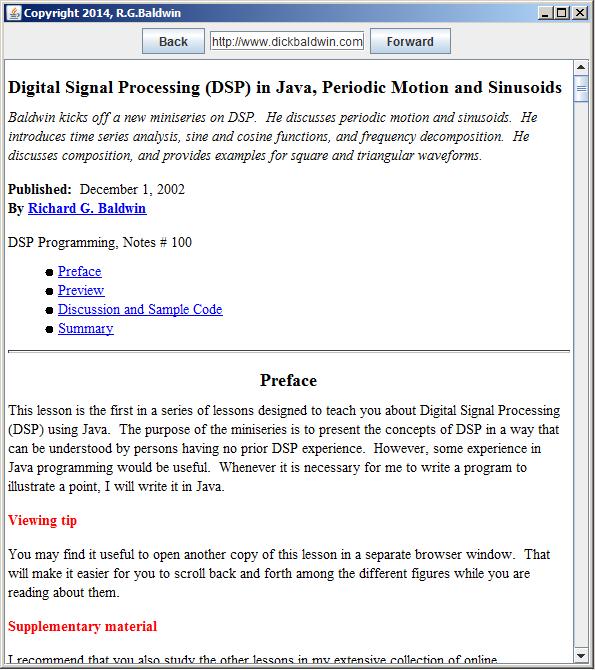 Copyright 2014, R.G.Baldwin
Back http://www.dickbaldwin.com Forward
Digital Signal Processing (DSP) in Java, Periodic Motion and Sinusoids
Baldwin kicks off a new miniseries on DSP.  He discusses periodic motion and sinusoids.  He
introduces time series analysis, sine and cosine functions, and frequency decomposition.  He
discusses composition, and provides examples for square and triangular waveforms.
Published:  December 1, 2002
By Richard G. Baldwin
DSP Programming, Notes # 100
Preface
Preview
Discussion and Sample Code
Summary
Preface
This lesson is the first in a series of lessons designed to teach you about Digital Signal Processing
(DSP) using Java.  The purpose of the miniseries is to present the concepts of DSP in a way that
can be understood by persons having no prior DSP experience.  However, some experience in
Java programming would be useful.  Whenever it is necessary for me to write a program to
illustrate a point, I will write it in Java.
Viewing tip
You may find it useful to open another copy of this lesson in a separate browser window.  That
will make it easier for you to scroll back and forth among the different figures while you are
reading about them.
Supplementary material
I recommend that you also study the other lessons in my extensive collection of online